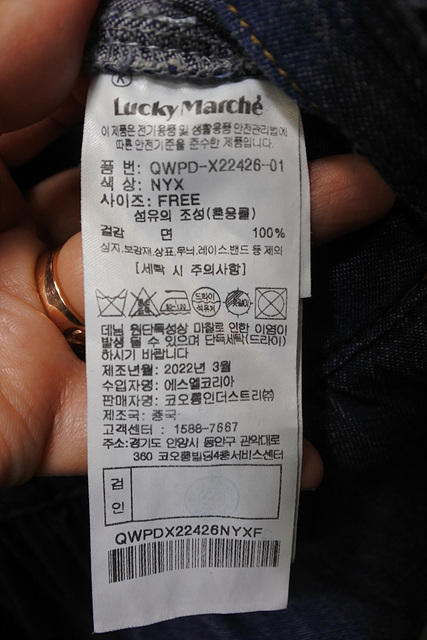 Lucky Marché
이 제품은 전기용품 및 생활용품 안전관리법에
따른 안전기준을 준수한 제품입니다.
품 번: QWPD-X22426-01
색 상: NYX
사이즈: FREE
섬유의 조성(혼용률)
겉감 면 100%
심지,보강재,상표,무늬,레이스밴드 등 제외
[세탁 시 주의사항]
80~120
드라이
석유계
데님 원단특성상 마찰로 인한 이염이
발생 될 수 있으며 단독세탁(드라이)
하시기 바랍니다
제조년월: 2022년 3월
수입자명: 에스엘코리아
판매자명: 코오롱인더스트리㈜
제조국: 중국
고객센터 : 1588-7667
주소:경기도 안양시 동안구 관악대로
360 코오롱빌딩4층서비스센터
검
인
QWPDX22426NYXF